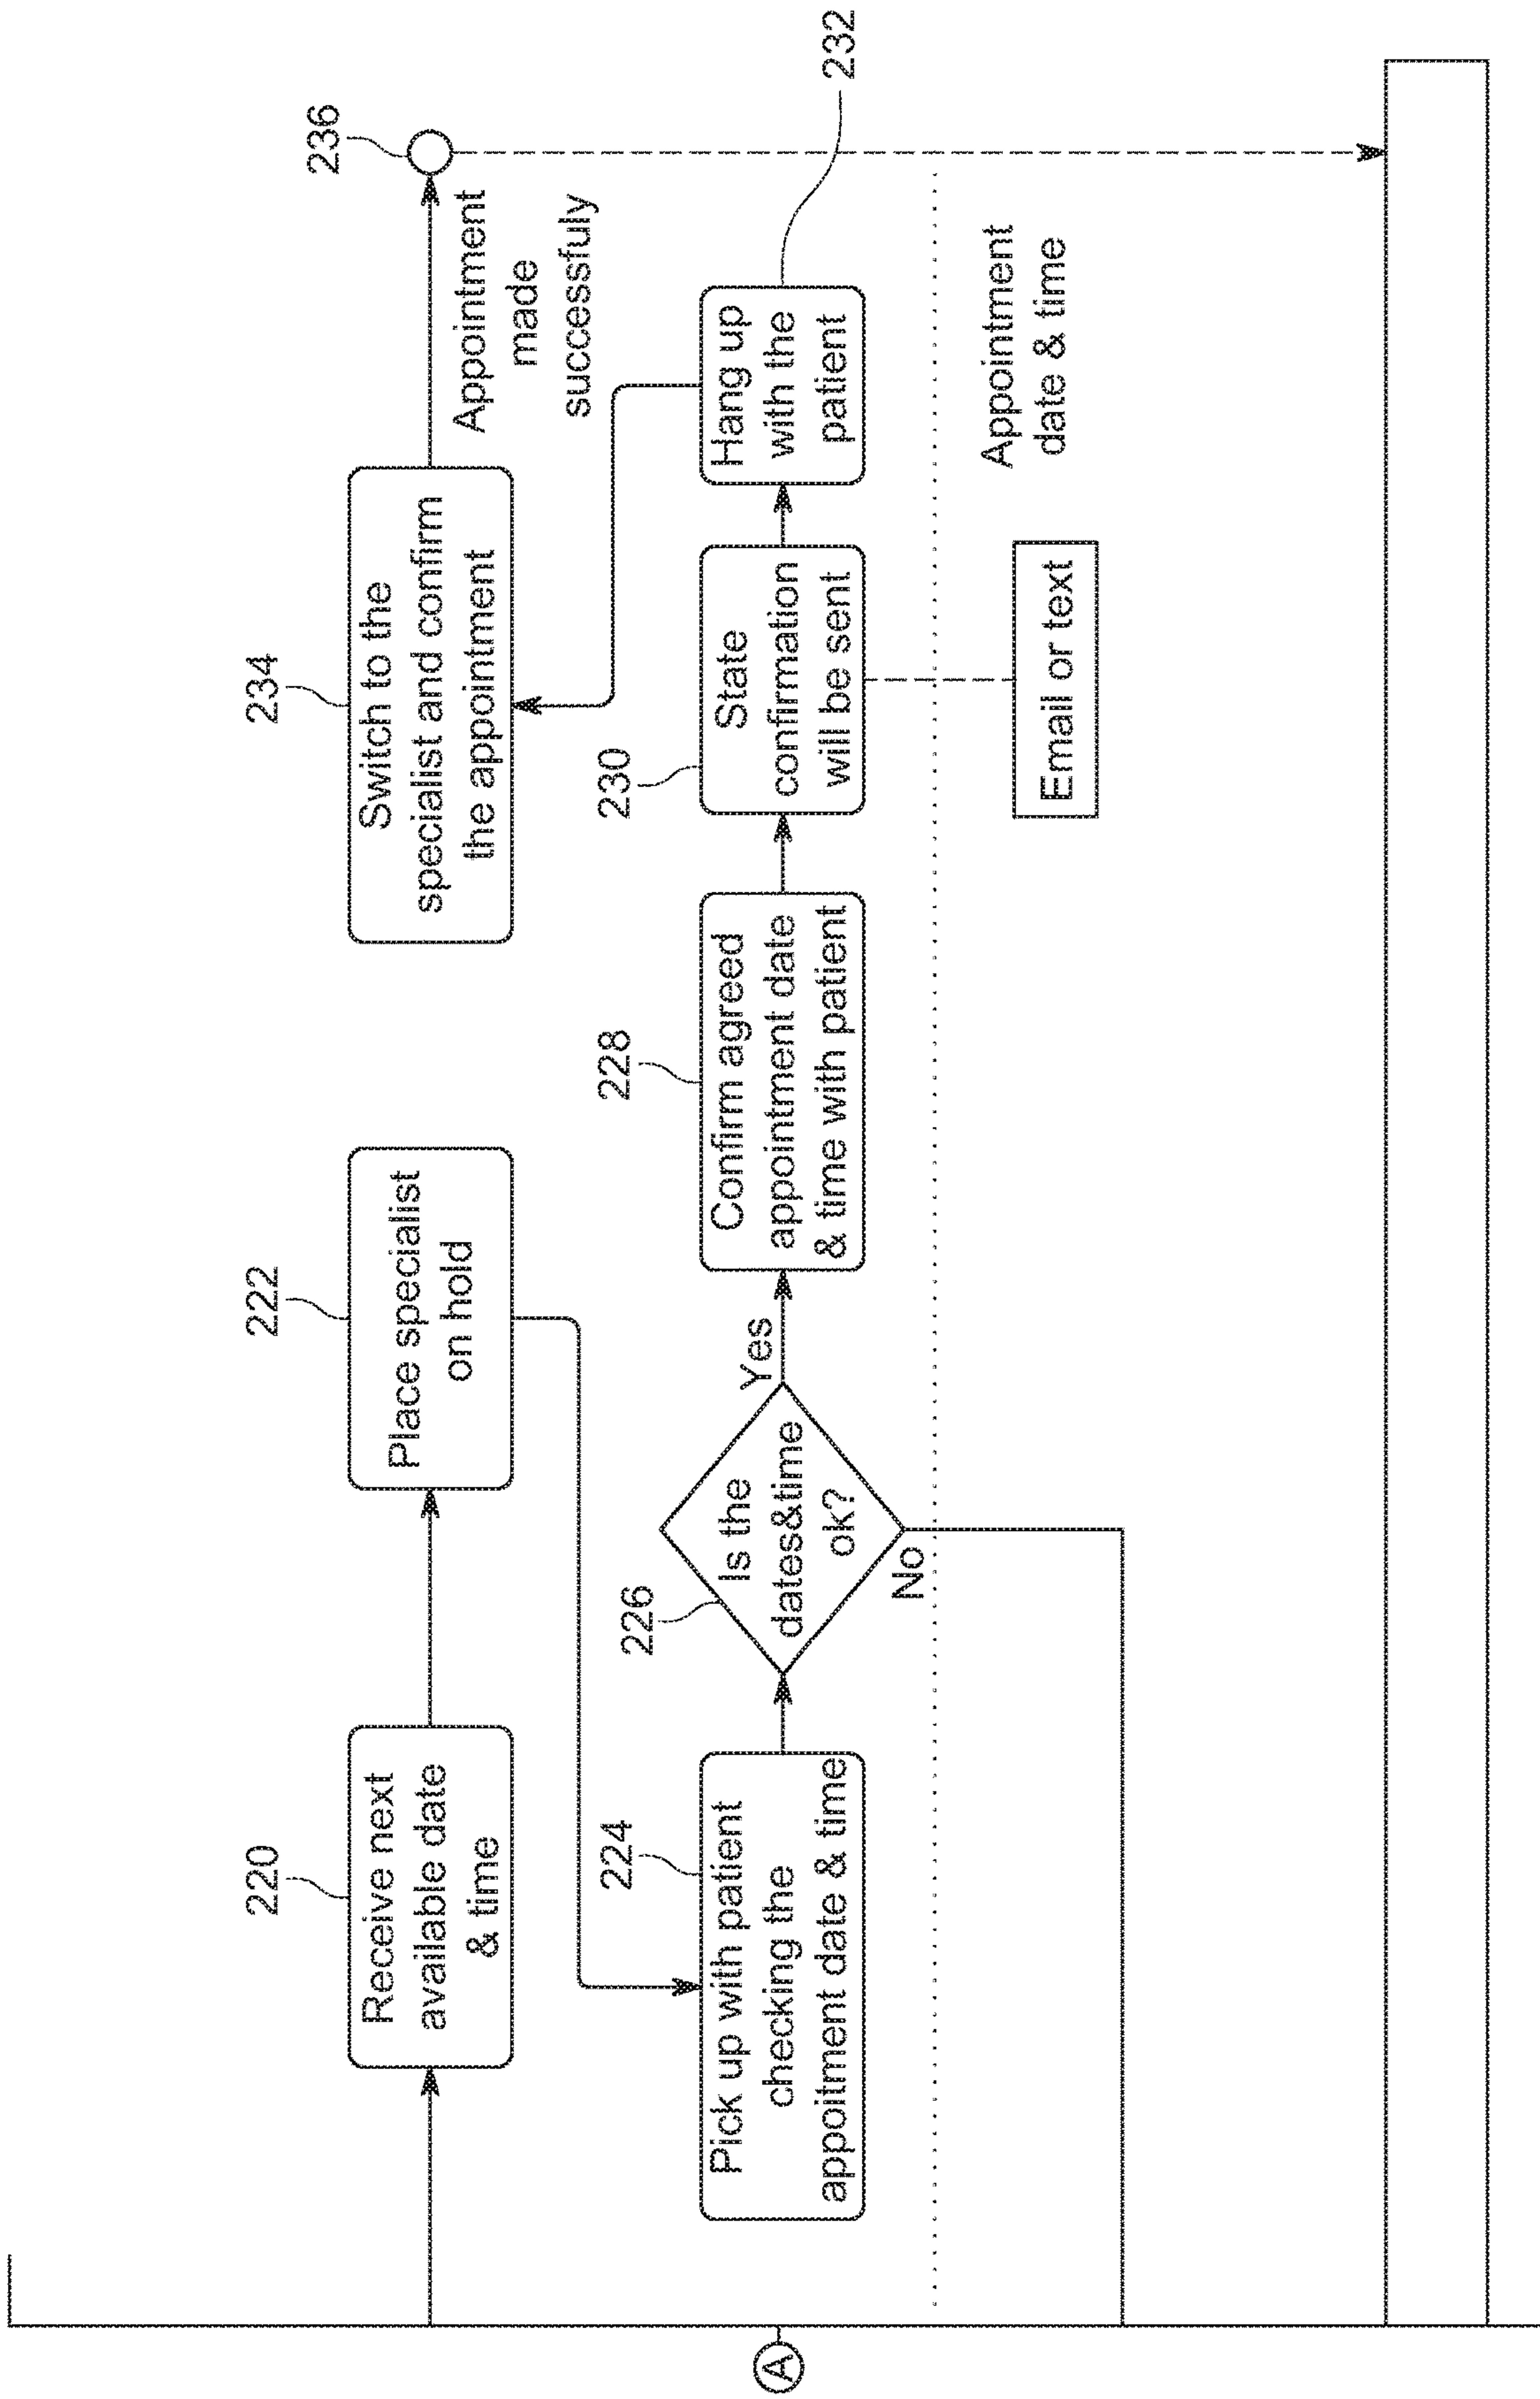 220
Receive next
available date
& time
222
Place specialist
on hold
234
Switch to the
specialist and confirm
the appointment
236
Appointment
made
successfuly
224
Pick up with patient
checking the
appoitment date & time
226
Is the
dates&time
ok?
Yes
No
228
Confirm agreed
appointment date
& time with patient
230
State
confirmation
will be sent
Hang up
with the
patient
232
Email or text
Appointment
date & time
A